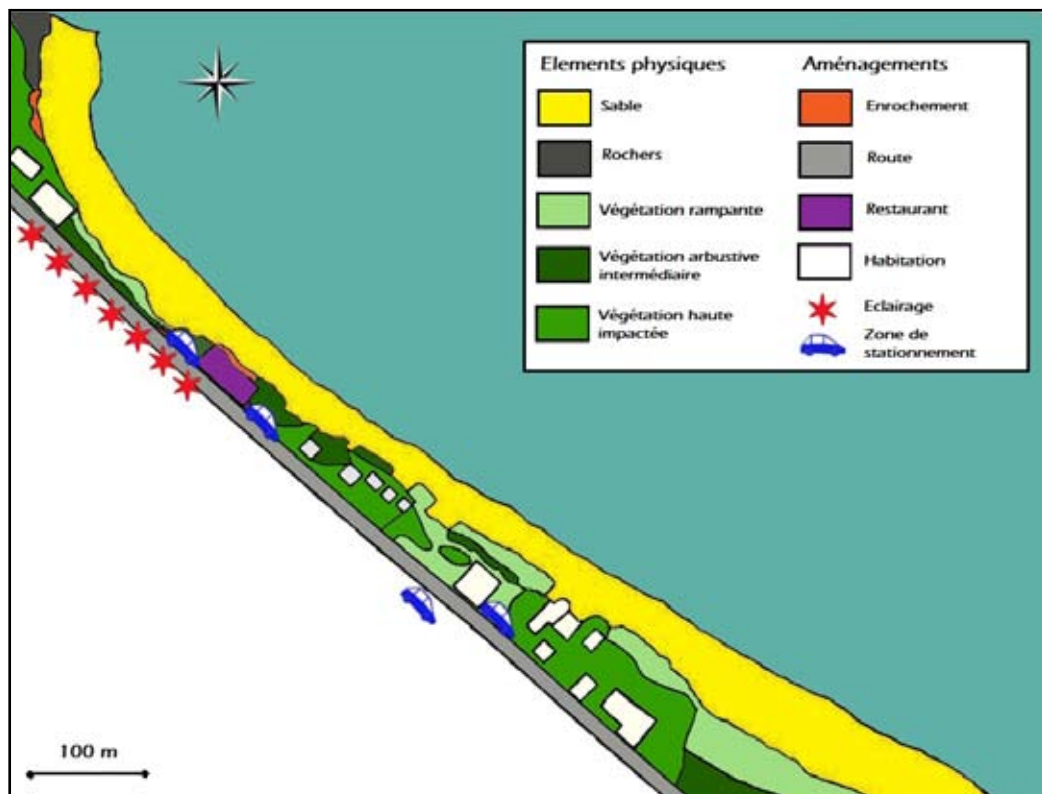 Elements physiques
Sable
Rochers
Végétation rampante
Végétation arbustive
intermédiaire
Végétation haute
impactée
Aménagements
Enrochement
Route
Restaurant
Habitation
Eclairage
Zone de
stationnement
100 m